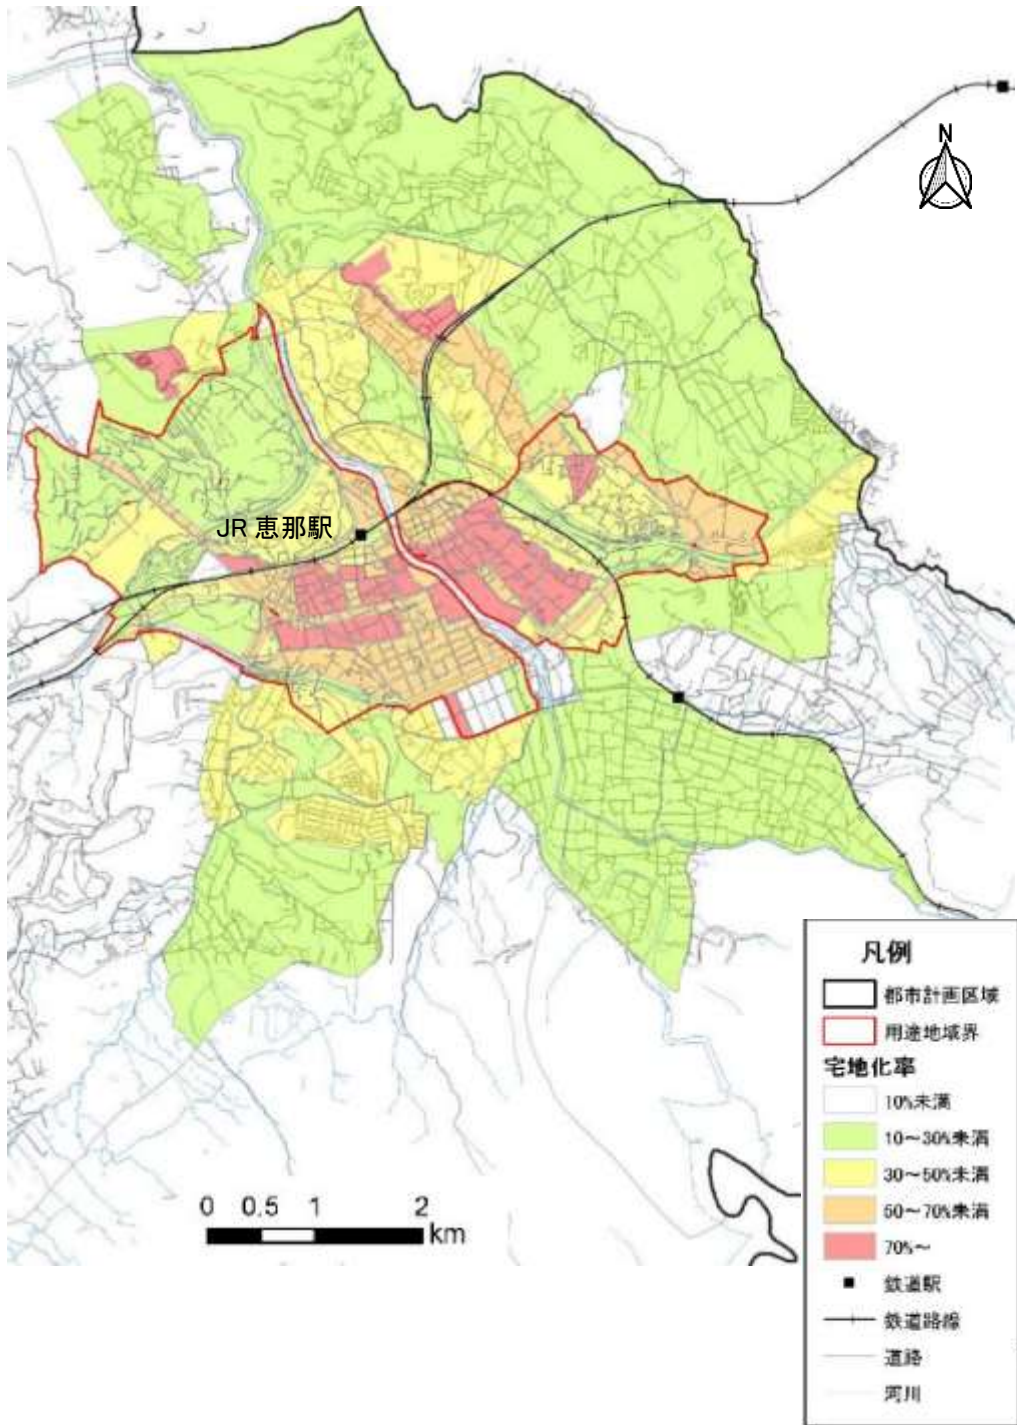 N
JR 恵那駅
凡例
都市計画区域
用途地域界
宅地化率
10%未満
10～30%未満
30～50%未満
50～70%未満
70%～
鉄道駅
鉄道路線
道路
河川
0 0.5 1 2
km